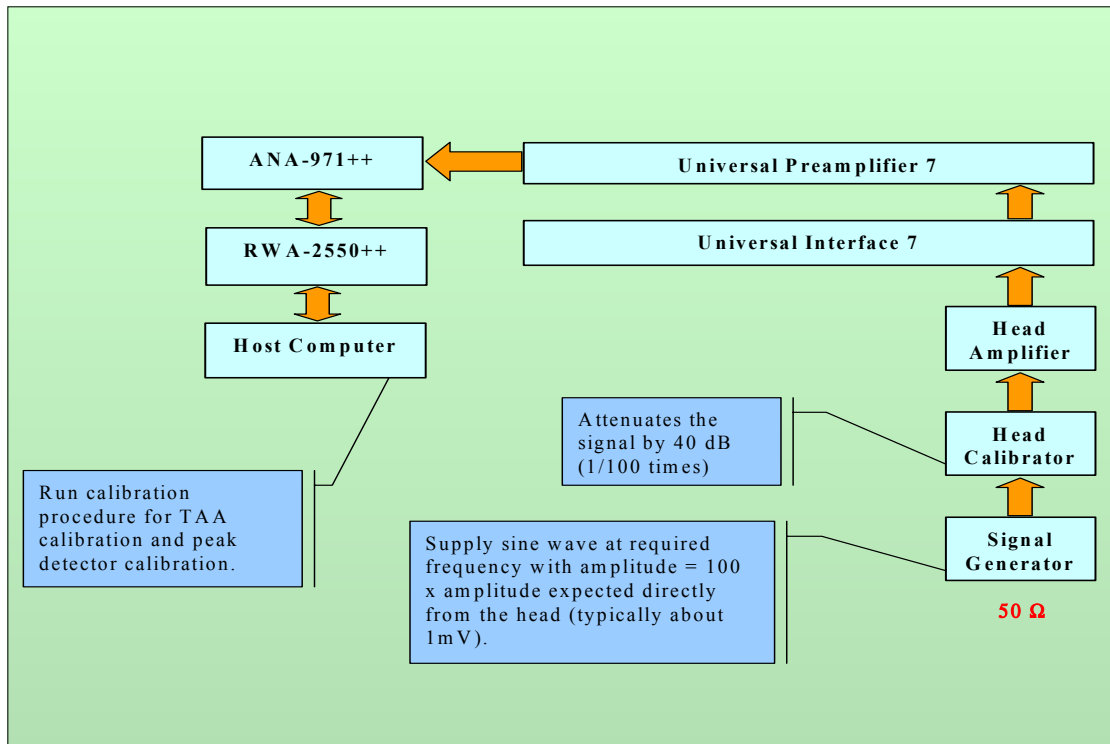 ANA-971++
Universal Preamplifier 7
RWA-2550++
Universal Interface 7
Host Computer
Head
Amplifier
Attenuates the
signal by 40 dB
(1/100 times)
Head
Calibrator
Run calibration
procedure for TAA
calibration and peak
detector calibration.
Supply sine wave at required
frequency with amplitude = 100
x amplitude expected directly
from the head (typically about
1mV).
Signal
Generator
50 Ω